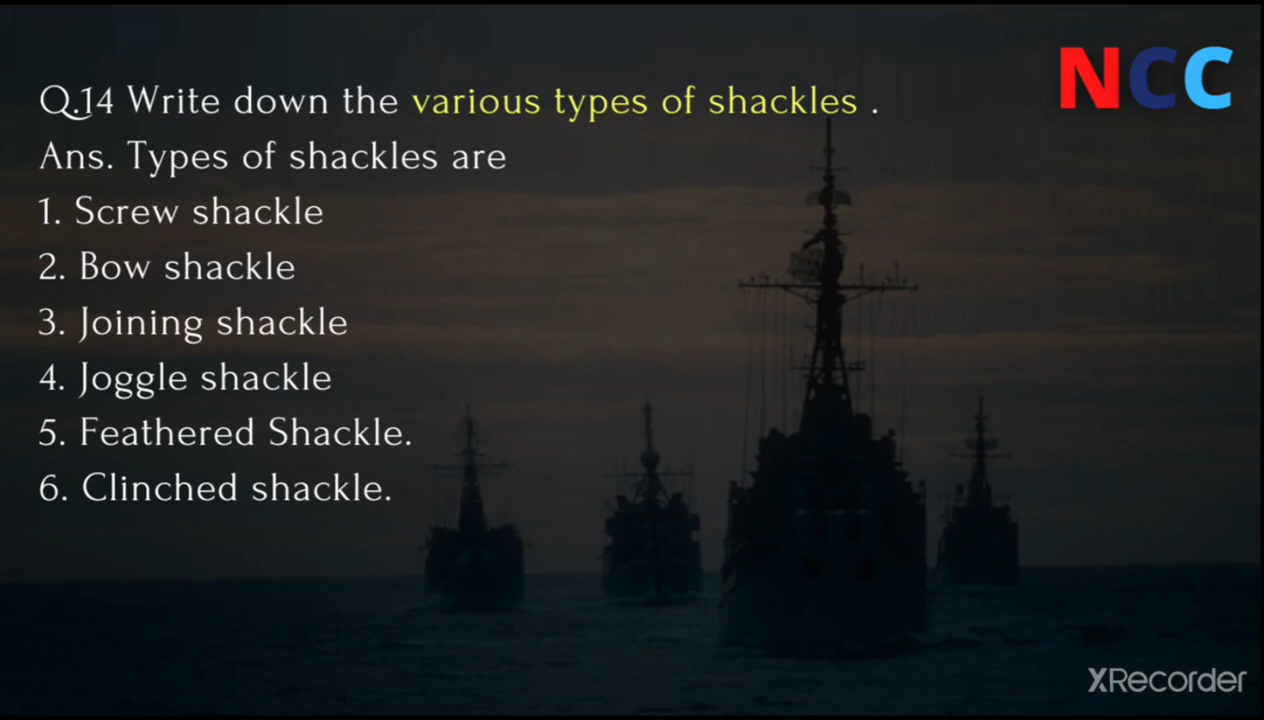 NCC
Q.14 Write down the various types of shackles .
Ans. Types of shackles are
1. Screw shackle
2. Bow shackle
3. Joining shackle
4. Joggle shackle
5. Feathered Shackle.
6. Clinched shackle.
XRecorder